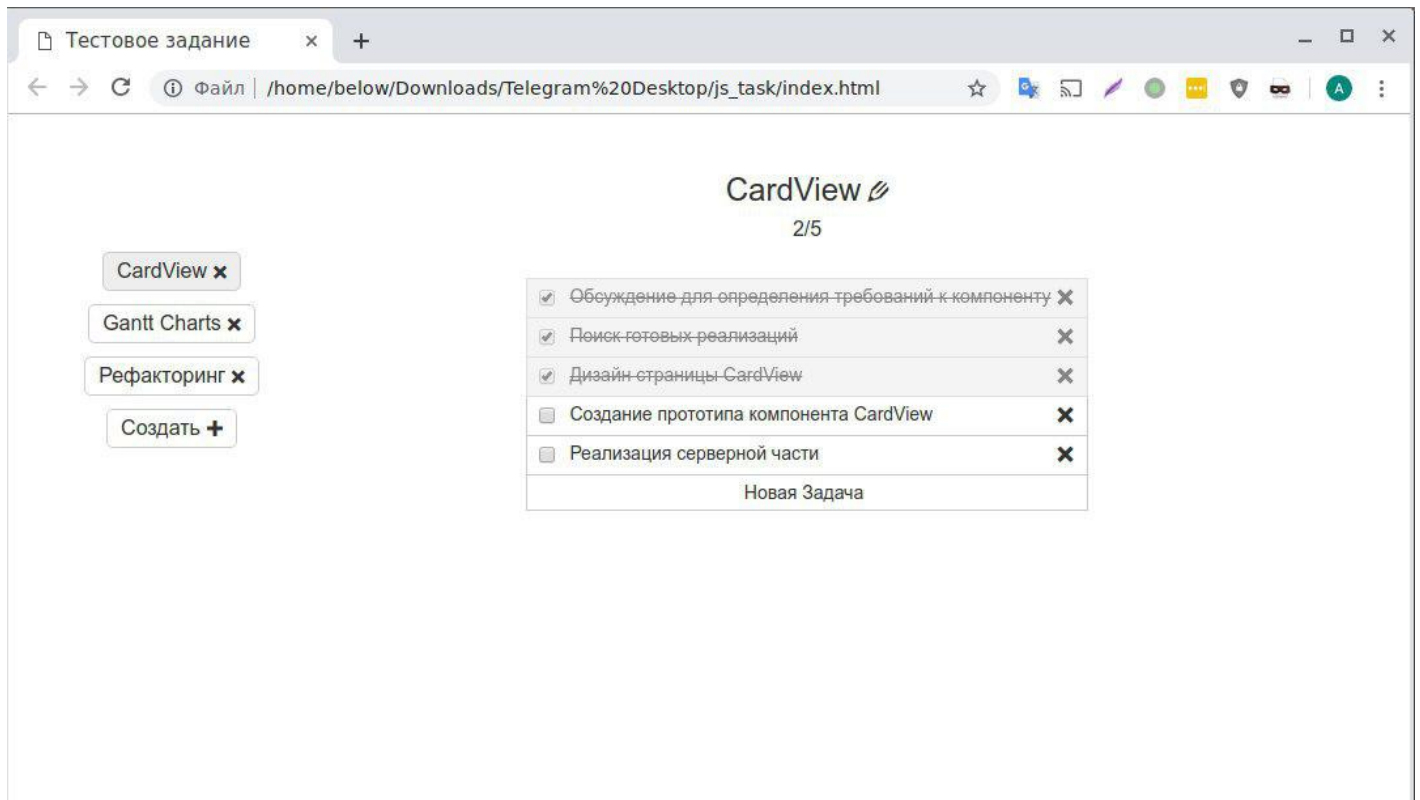 Тестовое задание
Файл | /home/below/Downloads/Telegram%20Desktop/js_task/index.html
A
CardView
2/5
CardView
Gantt Charts
Рефакторинг
Создать
Обсуждение для определения требований к компоненту
Поиск готовых реализаций
Дизайн страницы CardView
Создание прототипа компонента CardView
Реализация серверной части
Новая Задача